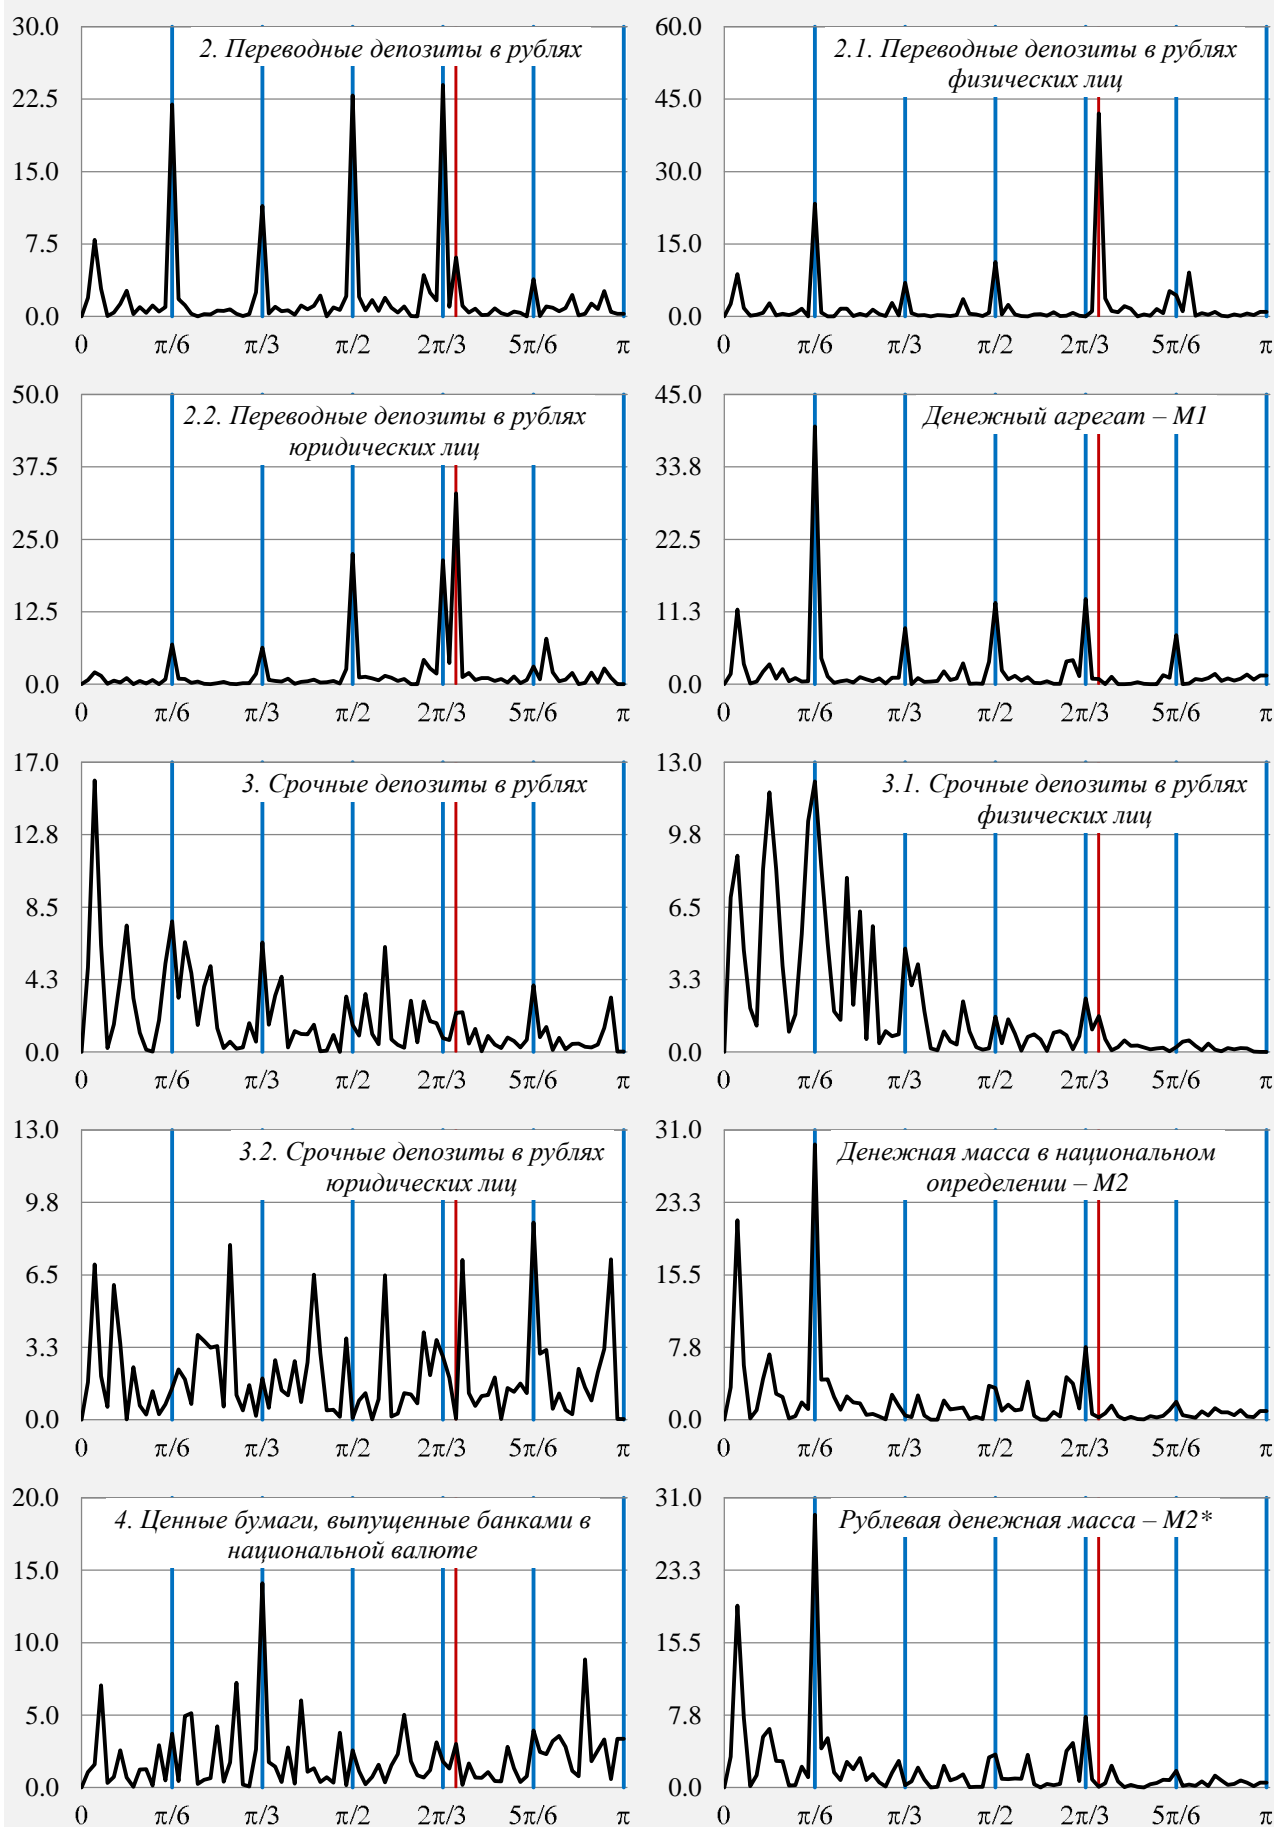 2. Переводные депозиты в рублях
30.0
22.5
15.0
7.5
0.0
0 π/6 π/3 π/2 2π/3 5π/6 π
2.1. Переводные депозиты в рублях
физических лиц
60.0
45.0
30.0
15.0
0.0
0 π/6 π/3 π/2 2π/3 5π/6 π
2.2. Переводные депозиты в рублях
юридических лиц
50.0
37.5
25.0
12.5
0.0
0 π/6 π/3 π/2 2π/3 5π/6 π
Денежный агрегат – М1
45.0
33.8
22.5
11.3
0.0
0 π/6 π/3 π/2 2π/3 5π/6 π
3. Срочные депозиты в рублях
17.0
12.8
8.5
4.3
0.0
0 π/6 π/3 π/2 2π/3 5π/6 π
3.1. Срочные депозиты в рублях
физических лиц
13.0
9.8
6.5
3.3
0.0
0 π/6 π/3 π/2 2π/3 5π/6 π
3.2. Срочные депозиты в рублях
юридических лиц
13.0
9.8
6.5
3.3
0.0
0 π/6 π/3 π/2 2π/3 5π/6 π
Денежная масса в национальном
определении – М2
31.0
23.3
15.5
7.8
0.0
0 π/6 π/3 π/2 2π/3 5π/6 π
4. Ценные бумаги, выпущенные банками в
национальной валюте
20.0
15.0
10.0
5.0
0.0
0 π/6 π/3 π/2 2π/3 5π/6 π
Рублевая денежная масса – М2*
31.0
23.3
15.5
7.8
0.0
0 π/6 π/3 π/2 2π/3 5π/6 π